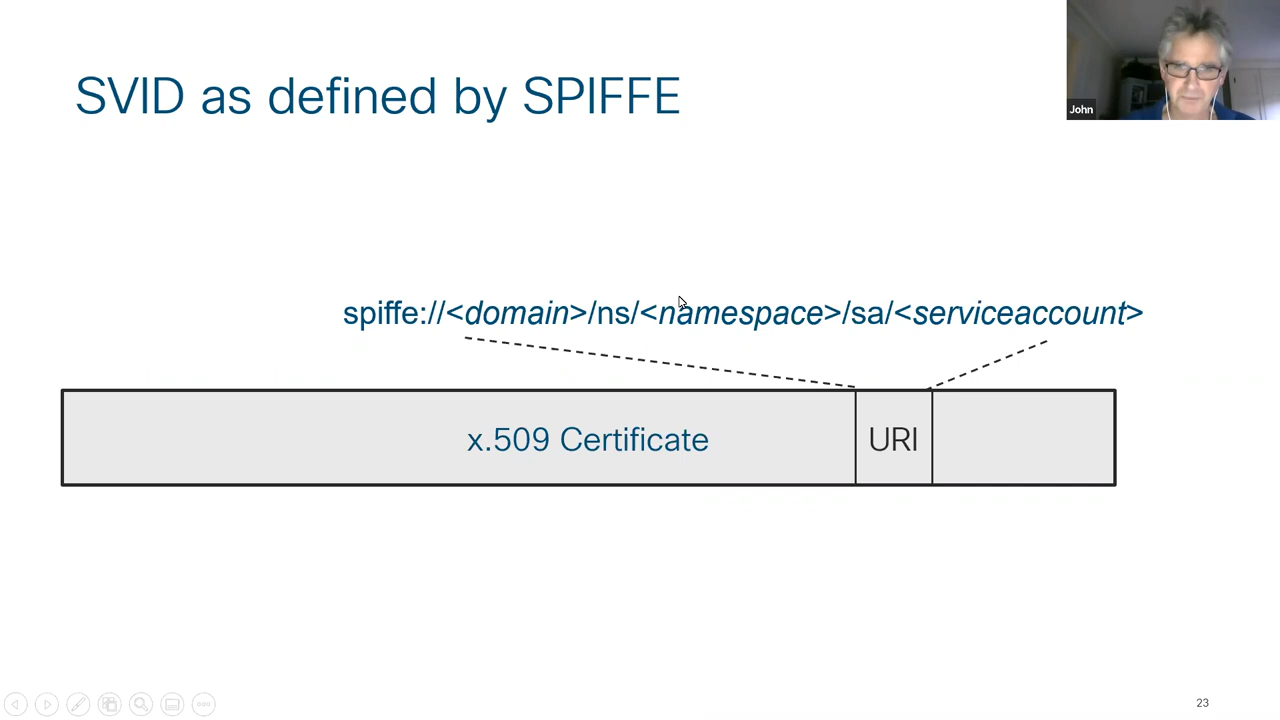 SVID as defined by SPIFFE
John
spiffe://<domain>/ns/<namespace>/sa/<serviceaccount>
x.509 Certificate
URI
23